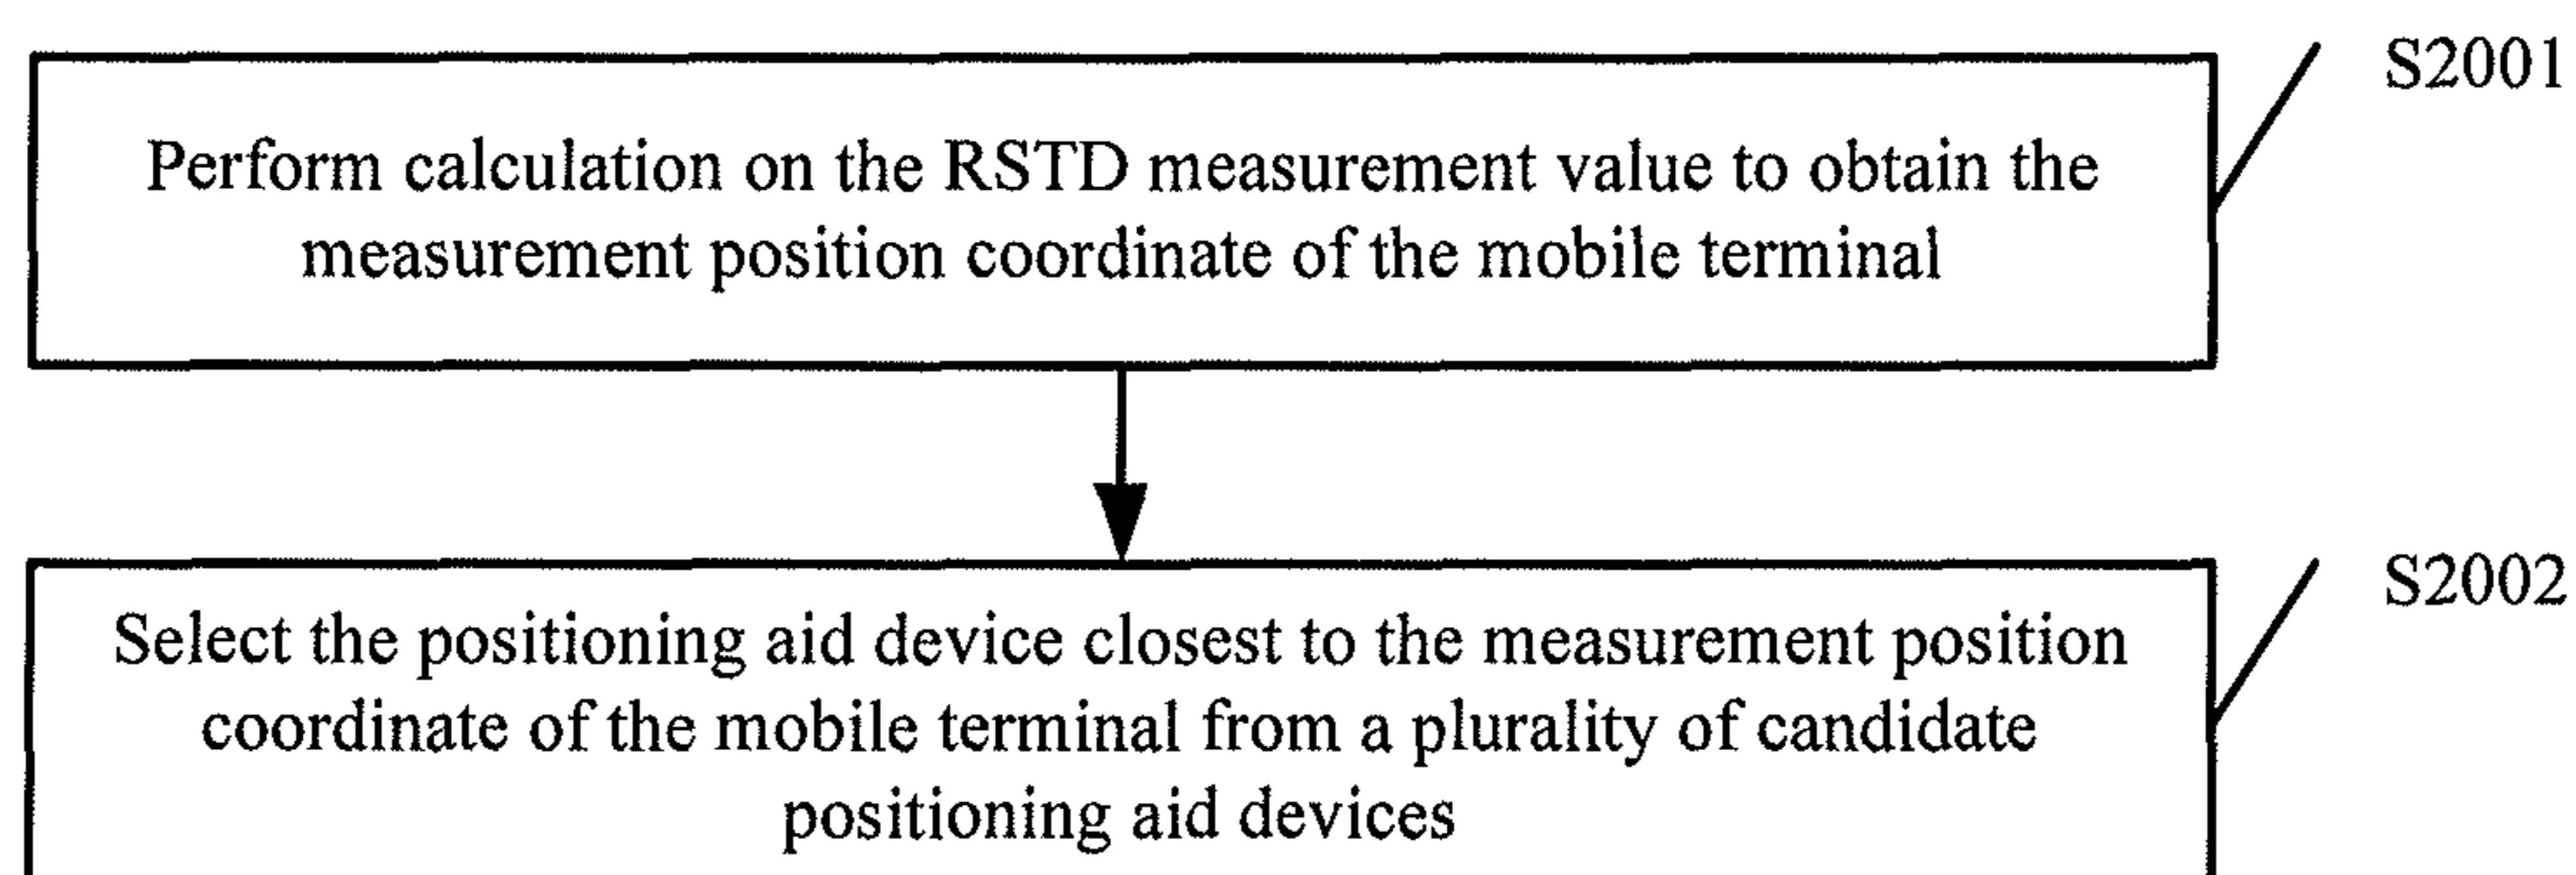 S2001
Perform calculation on the RSTD measurement value to obtain the
measurement position coordinate of the mobile terminal
S2002
Select the positioning aid device closest to the measurement position
coordinate of the mobile terminal from a plurality of candidate
positioning aid devices